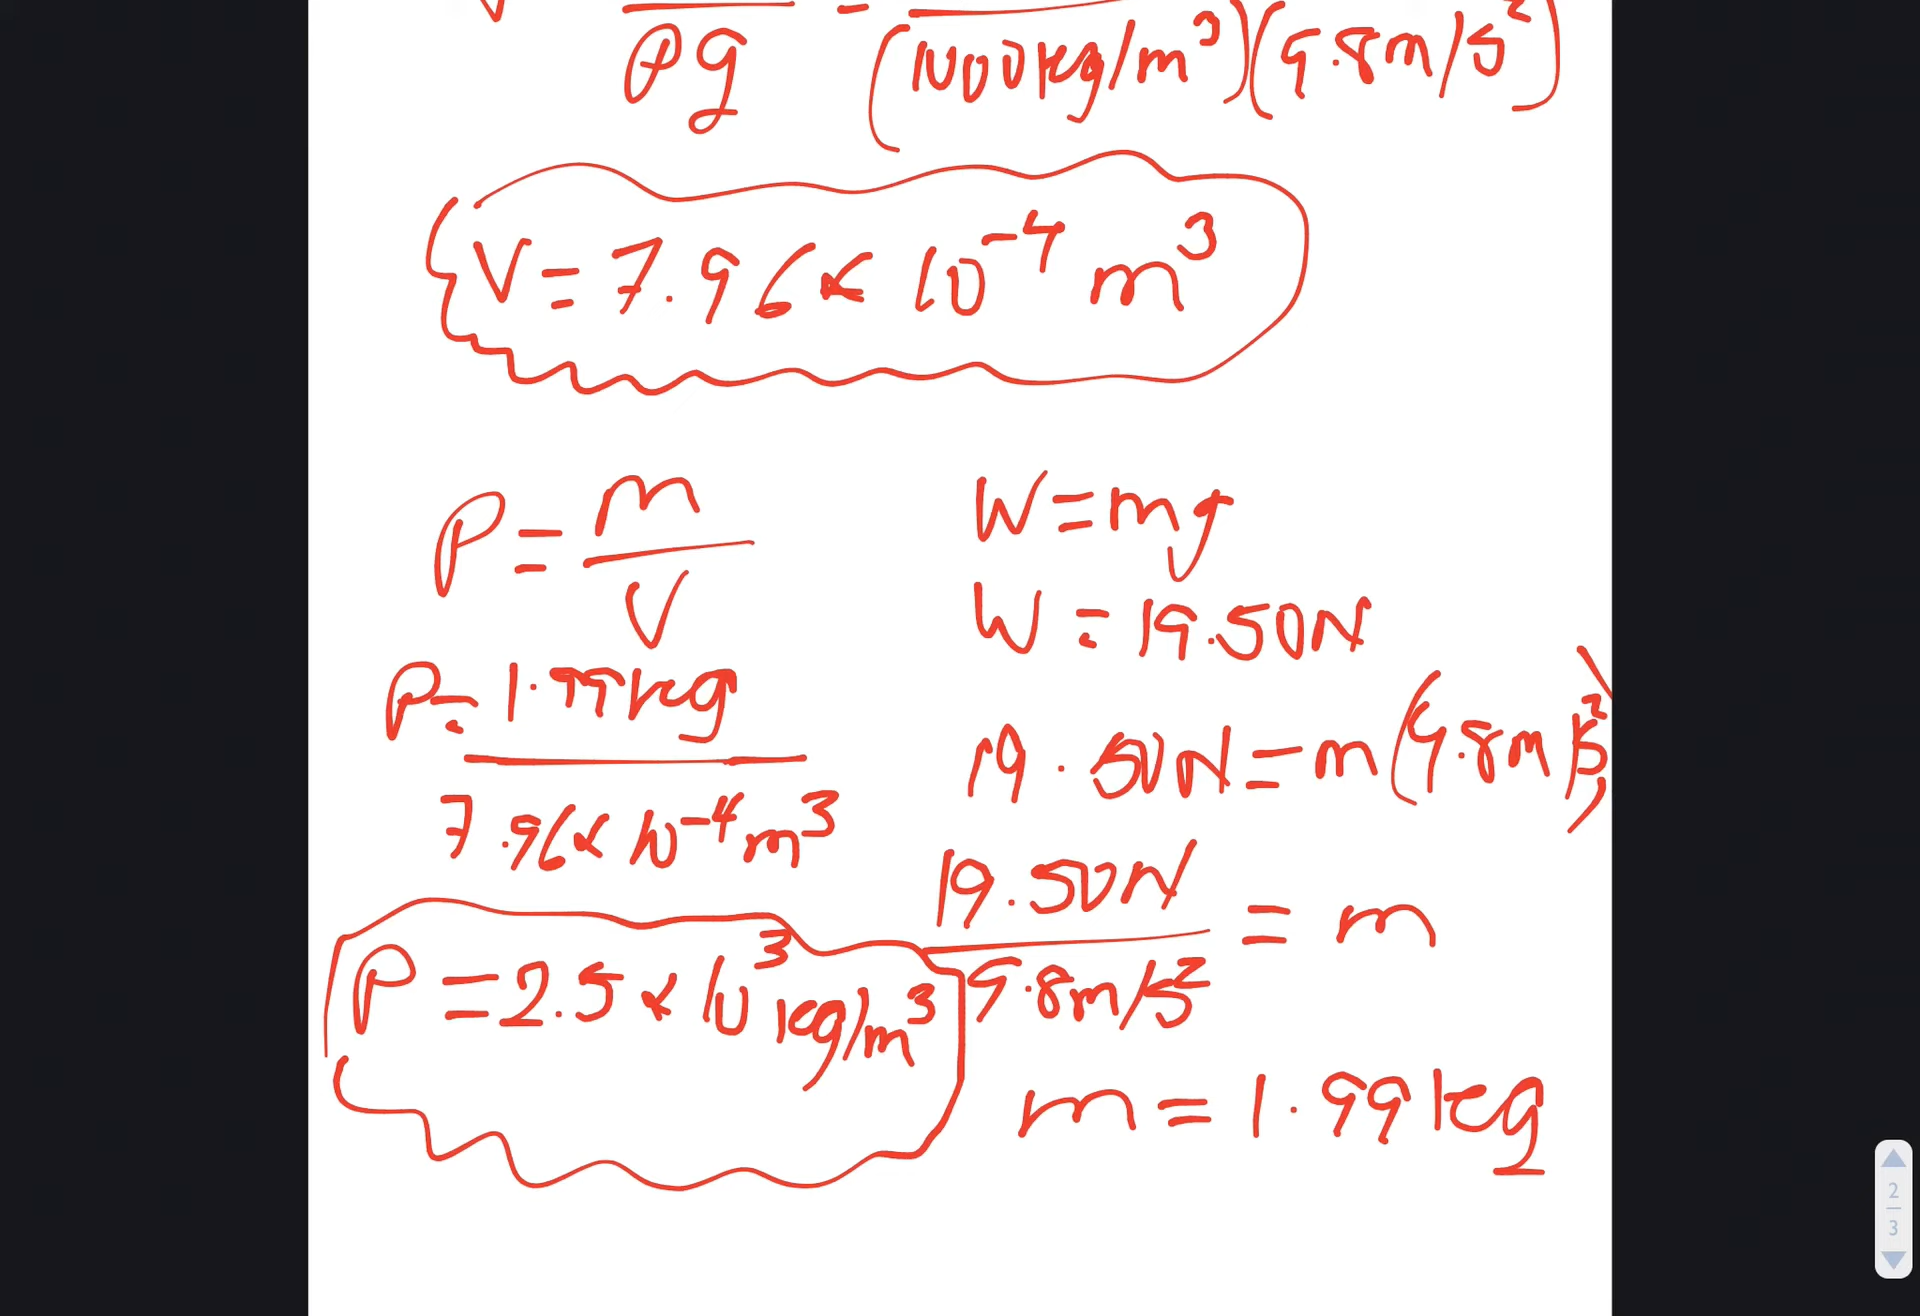 ρg (1000kg/m³)(9.8m/s²)
V = 7.96 × 10⁻⁴ m³
ρ = m/V
ρ = 1.99kg
7.96 × 10⁻⁴ m³
ρ = 2.5 × 10³ kg/m³
W = mg
W = 19.50N
19.50N = m(9.8m/s²)
19.50N/9.8m/s² = m
m = 1.99kg
2
3